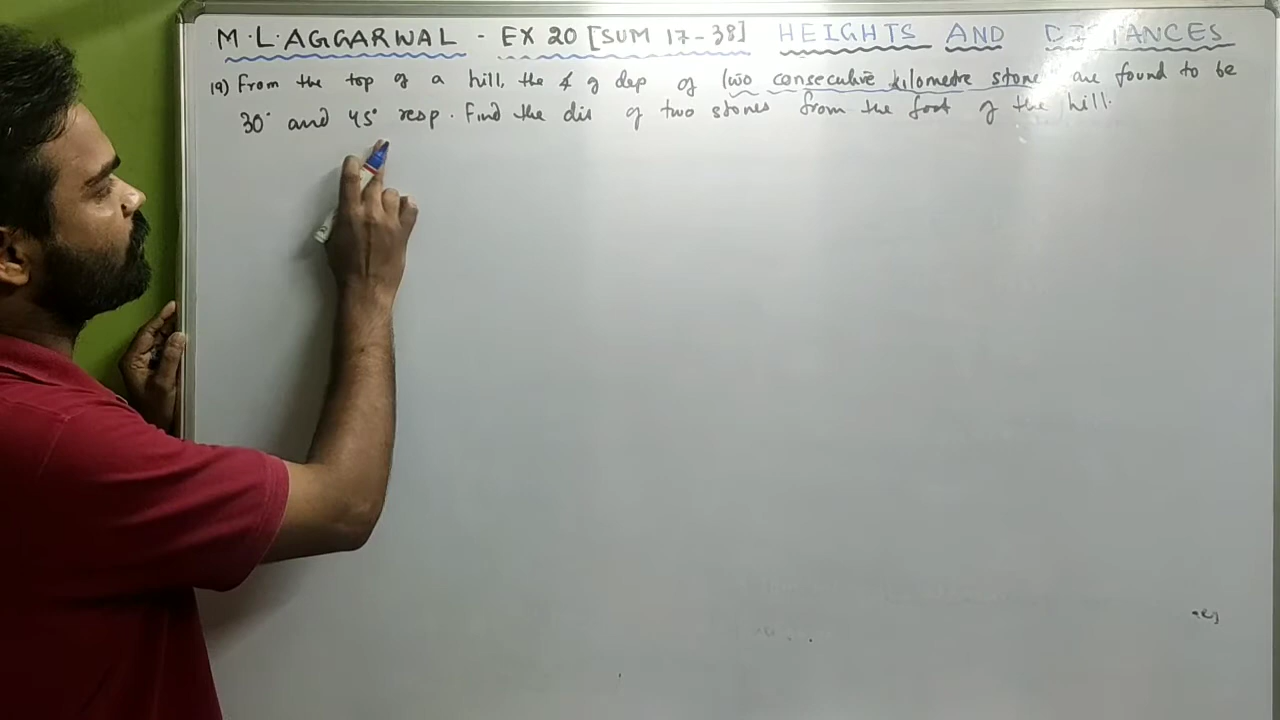 M.L.AGGARWAL - EX 20 [SUM 17-38] HEIGHTS AND DISTANCES
19) From the top of a hill, the ∡ of dep of two consecutive kilometre stones are found to be
30° and 45° resp. Find the dis of two stones from the foot of the hill.